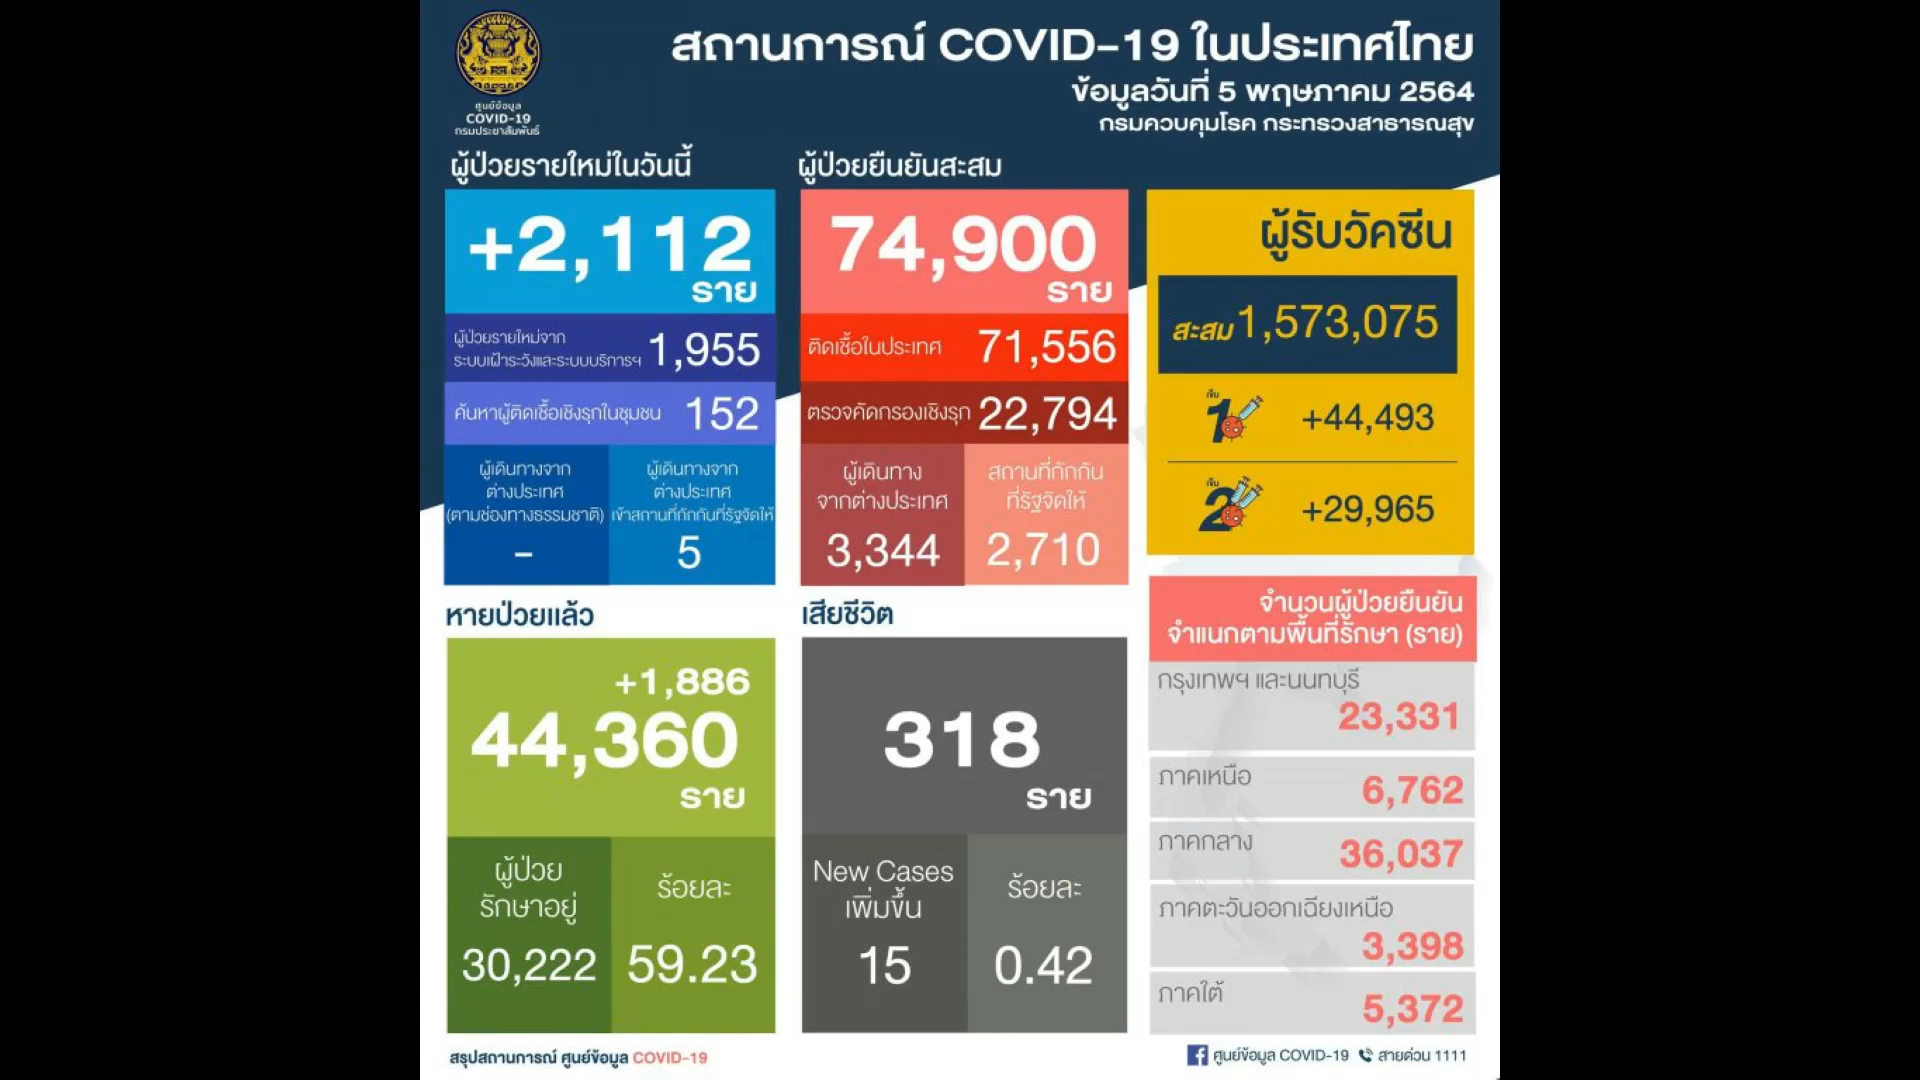 ศูนย์ข้อมูล
COVID-19
กรมประชาสัมพันธ์
สถานการณ์ COVID-19 ในประเทศไทย
ข้อมูลวันที่ 5 พฤษภาคม 2564
กรมควบคุมโรค กระทรวงสาธารณสุข
ผู้ป่วยรายใหม่ในวันนี้
+2,112
ราย
ผู้ป่วยรายใหม่จาก
ระบบเฝ้าระวังและระบบบริการฯ 1,955
ค้นหาผู้ติดเชื้อเชิงรุกในชุมชน 152
ผู้เดินทางจาก
ต่างประเทศ
(ตามช่องทางธรรมชาติ)
-
ผู้เดินทางจาก
ต่างประเทศ
เข้าสถานที่กักกันที่รัฐจัดให้
5
ผู้ป่วยยืนยันสะสม
74,900
ราย
ติดเชื้อในประเทศ 71,556
ตรวจคัดกรองเชิงรุก 22,794
ผู้เดินทาง
จากต่างประเทศ
3,344
สถานที่กักกัน
ที่รัฐจัดให้
2,710
ผู้รับวัคซีน
สะสม 1,573,075
เข็ม
1
+44,493
เข็ม
2
+29,965
หายป่วยแล้ว
+1,886
44,360
ราย
ผู้ป่วย
รักษาอยู่
30,222
ร้อยละ
59.23
เสียชีวิต
318
ราย
New Cases
เพิ่มขึ้น
15
ร้อยละ
0.42
จำนวนผู้ป่วยยืนยัน
จำแนกตามพื้นที่รักษา (ราย)
กรุงเทพฯ และนนทบุรี
23,331
ภาคเหนือ
6,762
ภาคกลาง
36,037
ภาคตะวันออกเฉียงเหนือ
3,398
ภาคใต้
5,372
สรุปสถานการณ์ ศูนย์ข้อมูล COVID-19
ศูนย์ข้อมูล COVID-19 สายด่วน 1111